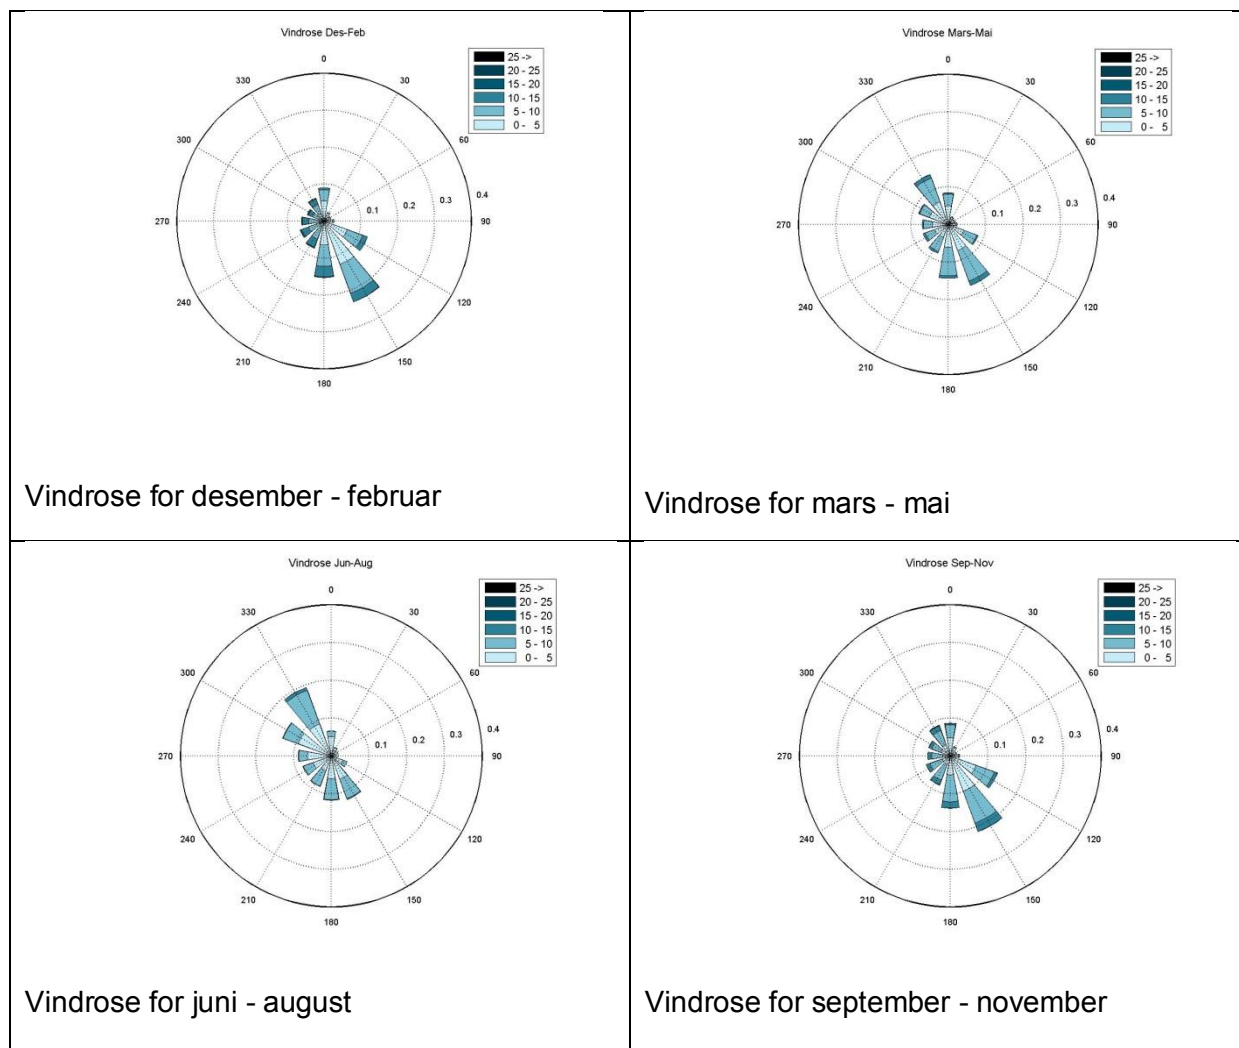 Vindrose Des-Feb
0
30
60
90
120
150
180
210
240
270
300
330
0.1
0.2
0.3
0.4
25 ->
20 - 25
15 - 20
10 - 15
5 - 10
0 - 5
Vindrose for desember - februar
Vindrose Mars-Mai
0
30
60
90
120
150
180
210
240
270
300
330
0.1
0.2
0.3
0.4
25 ->
20 - 25
15 - 20
10 - 15
5 - 10
0 - 5
Vindrose for mars - mai
Vindrose Jun-Aug
0
30
60
90
120
150
180
210
240
270
300
330
0.1
0.2
0.3
0.4
25 ->
20 - 25
15 - 20
10 - 15
5 - 10
0 - 5
Vindrose for juni - august
Vindrose Sep-Nov
0
30
60
90
120
150
180
210
240
270
300
330
0.1
0.2
0.3
0.4
25 ->
20 - 25
15 - 20
10 - 15
5 - 10
0 - 5
Vindrose for september - november